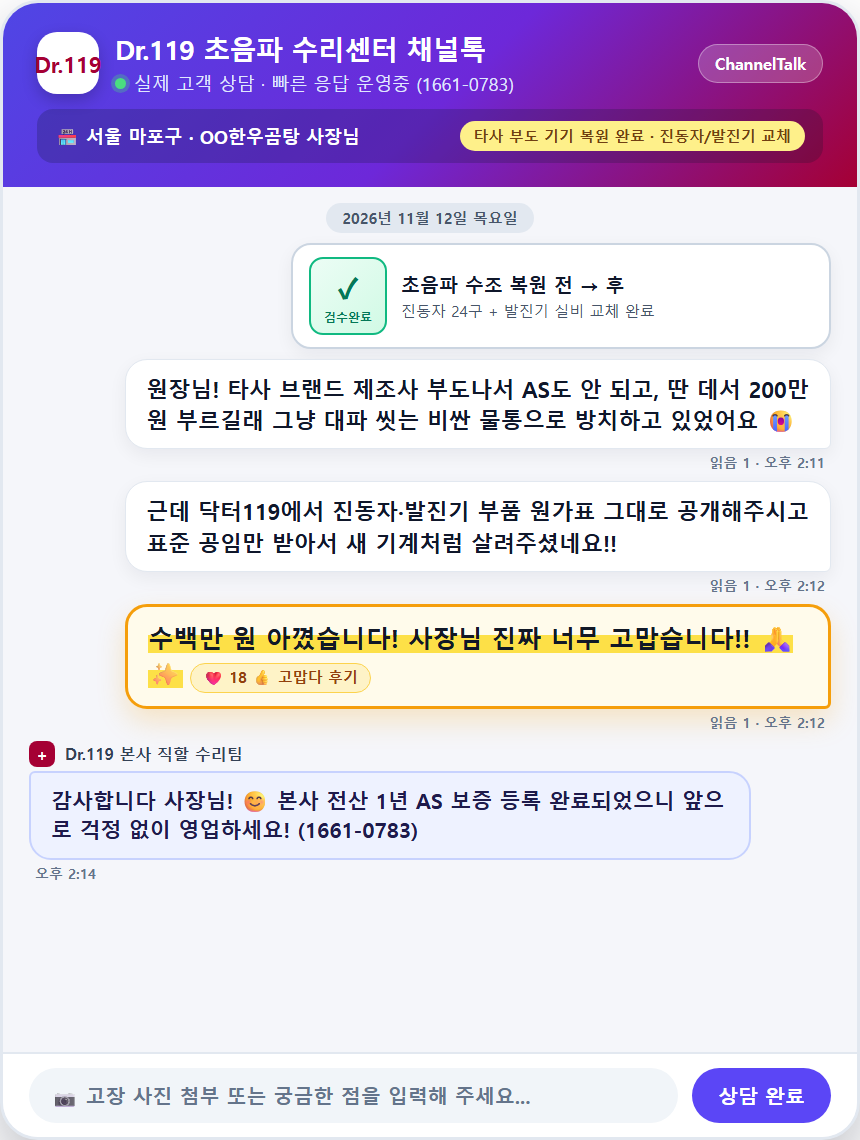 Dr.119
Dr.119 초음파 수리센터 채널톡
실제 고객 상담 · 빠른 응답 운영중 (1661-0783)
ChannelTalk
서울 마포구 · OO한우곰탕 사장님
타사 부도 기기 복원 완료 · 진동자/발진기 교체
2026년 11월 12일 목요일
✓
검수완료
초음파 수조 복원 전 → 후
진동자 24구 + 발진기 실비 교체 완료
원장님! 타사 브랜드 제조사 부도나서 AS도 안 되고, 딴 데서 200만
원 부르길래 그냥 대파 씻는 비싼 물통으로 방치하고 있었어요 😭
읽음 1 · 오후 2:11
근데 닥터119에서 진동자·발진기 부품 원가표 그대로 공개해주시고
표준 공임만 받아서 새 기계처럼 살려주셨네요!!
읽음 1 · 오후 2:12
수백만 원 아꼈습니다! 사장님 진짜 너무 고맙습니다!! 🙏
✨ 💗 18 👍 고맙다 후기
읽음 1 · 오후 2:12
+ Dr.119 본사 직할 수리팀
감사합니다 사장님! 😊 본사 전산 1년 AS 보증 등록 완료되었으니 앞으
로 걱정 없이 영업하세요! (1661-0783)
오후 2:14
📷 고장 사진 첨부 또는 궁금한 점을 입력해 주세요...
상담 완료